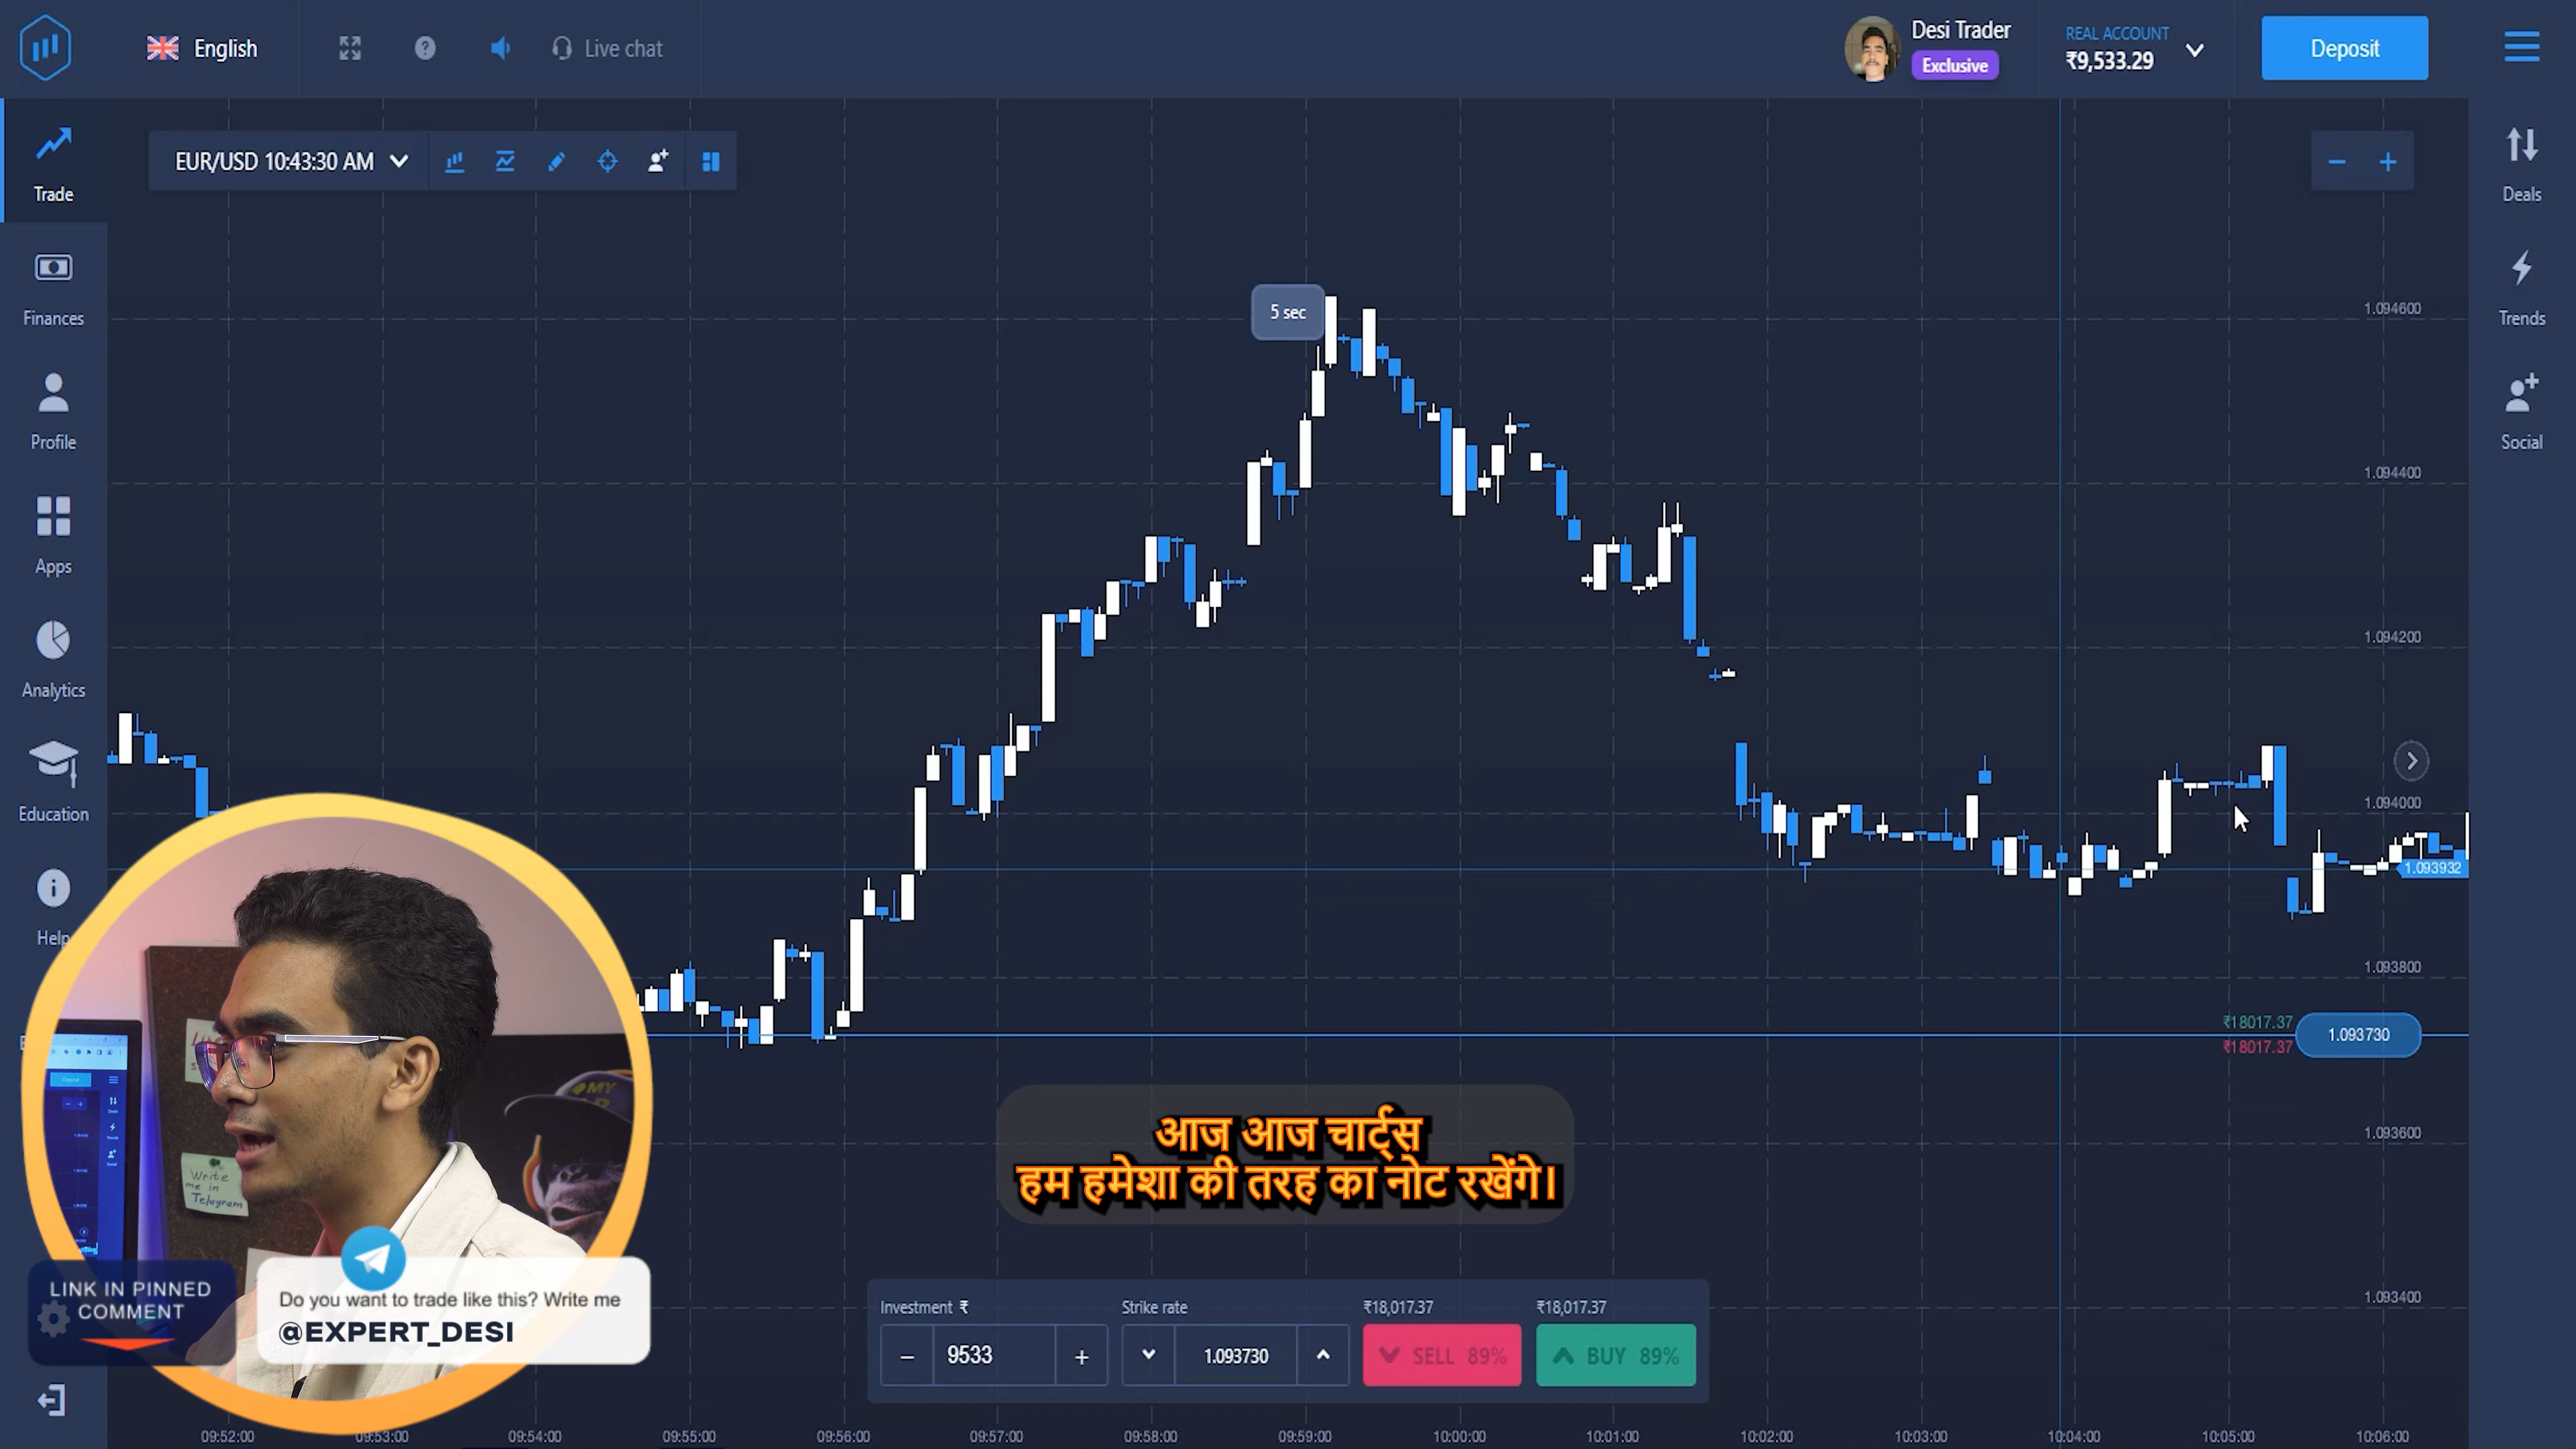 English
Live chat
Desi Trader
Exclusive
REAL ACCOUNT
₹9,533.29
Deposit
Trade
Finances
Profile
Apps
Analytics
Education
Help
EUR/USD 10:43:30 AM
Deals
Trends
Social
5 sec
1.094600
1.094400
1.094200
1.094000
1.093932
1.093800
₹18017.37
₹18017.37
1.093730
1.093600
1.093400
आज आज चार्ट्स
हम हमेशा की तरह का नोट रखेंगे।
MY
Write
me in
Telegram
LINK IN PINNED
COMMENT
Do you want to trade like this? Write me
@EXPERT_DESI
Investment ₹
9533
Strike rate
1.093730
₹18,017.37
SELL 89%
₹18,017.37
BUY 89%
09:52:00 09:53:00 09:54:00 09:55:00 09:56:00 09:57:00 09:58:00 09:59:00 10:00:00 10:01:00 10:02:00 10:03:00 10:04:00 10:05:00 10:06:00